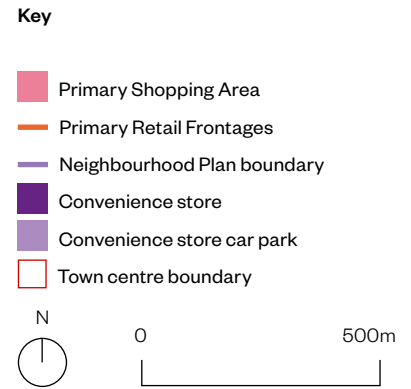 Key
Primary Shopping Area
Primary Retail Frontages
Neighbourhood Plan boundary
Convenience store
Convenience store car park
Town centre boundary
N
0 500m